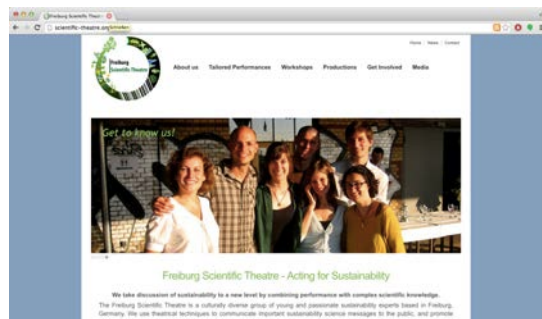 Freiburg Scientific Theatr
scientific-theatre.org
Home News Contact
Freiburg
Scientific Theatre
About us Tailored Performances Workshops Productions Get Involved Media
Get to know us!
Freiburg Scientific Theatre - Acting for Sustainability
We take discussion of sustainability to a new level by combining performance with complex scientific knowledge.
The Freiburg Scientific Theatre is a culturally diverse group of young and passionate sustainability experts based in Freiburg,
Germany. We use theatrical techniques to communicate important sustainability science messages to the public, and promote